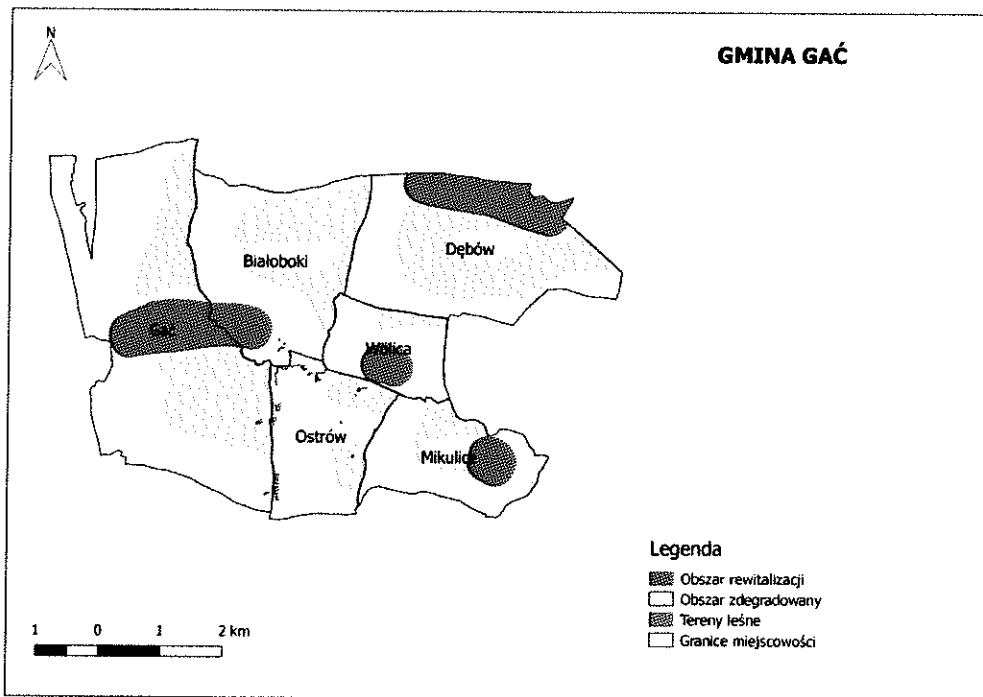 N
GMINA GAĆ
Białoboki
Dębów
Gać
Wolica
Ostrów
Mikulice
Legenda
Obszar rewitalizacji
Obszar zdegradowany
Tereny leśne
Granice miejscowości
1 0 1 2 km